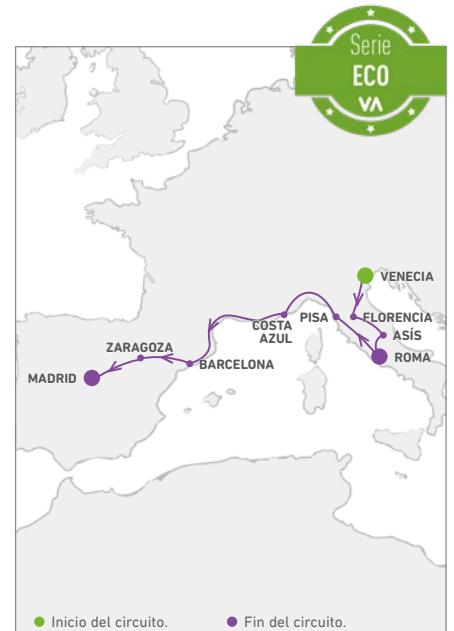 Serie
ECO
VA
VENECIA
FLORENCIA
PISA
COSTA
AZUL
ASÍS
ROMA
ZARAGOZA
BARCELONA
MADRID
Inicio del circuito.
Fin del circuito.